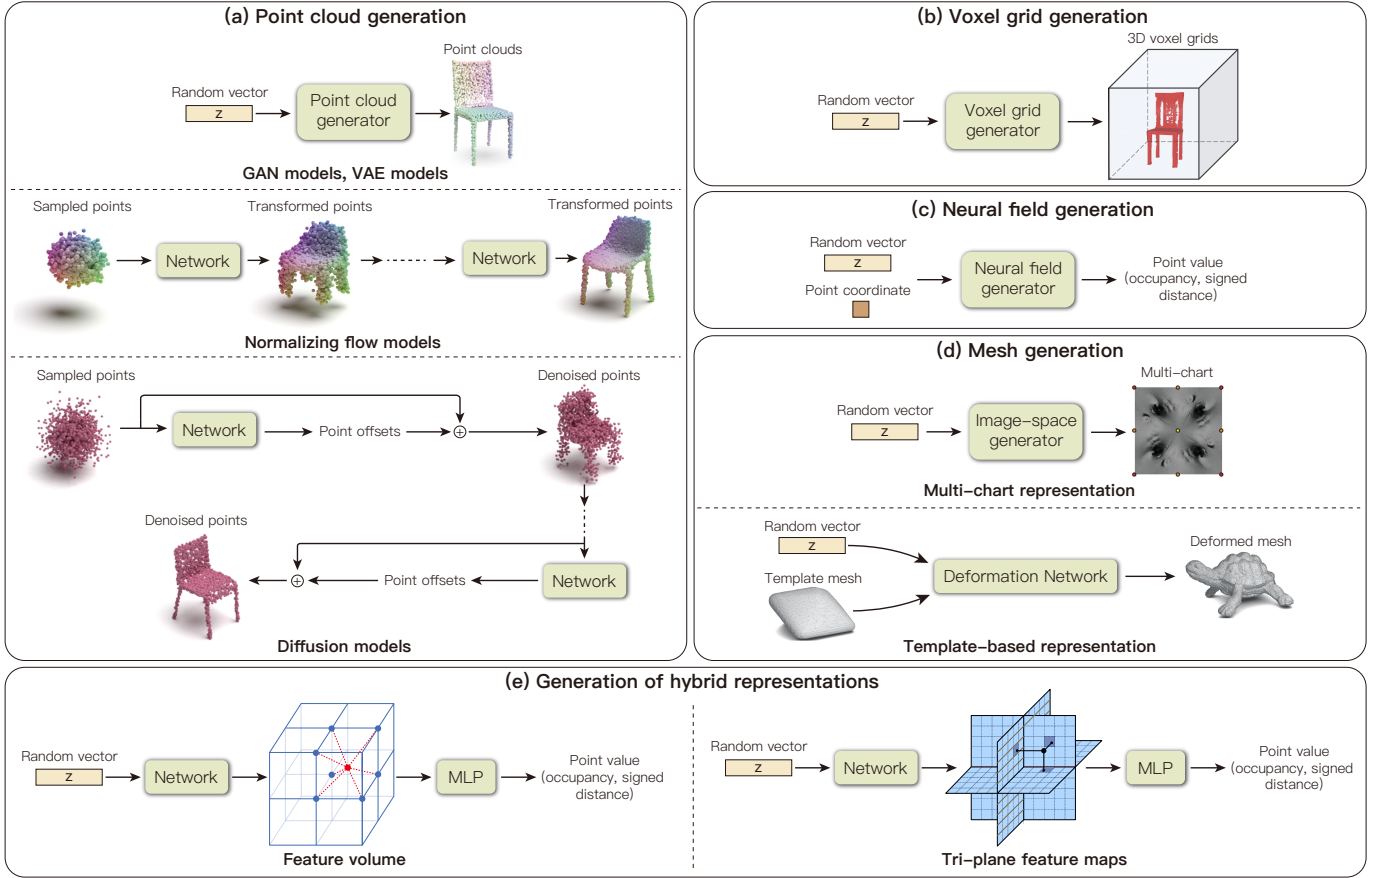 (a) Point cloud generation
Point clouds
Random vector
z
Point cloud
generator
GAN models, VAE models
Sampled points
Transformed points
Transformed points
Network
Network
Normalizing flow models
Sampled points
Denoised points
Network
Point offsets
Denoised points
Point offsets
Network
Diffusion models
(b) Voxel grid generation
3D voxel grids
Random vector
z
Voxel grid
generator
(c) Neural field generation
Random vector
z
Point coordinate
Neural field
generator
Point value
(occupancy, signed
distance)
(d) Mesh generation
Multi-chart
Random vector
z
Image-space
generator
Multi-chart representation
Random vector
z
Template mesh
Deformation Network
Deformed mesh
Template-based representation
(e) Generation of hybrid representations
Random vector
z
Network
MLP
Point value
(occupancy, signed
distance)
Feature volume
Random vector
z
Network
MLP
Point value
(occupancy, signed
distance)
Tri-plane feature maps